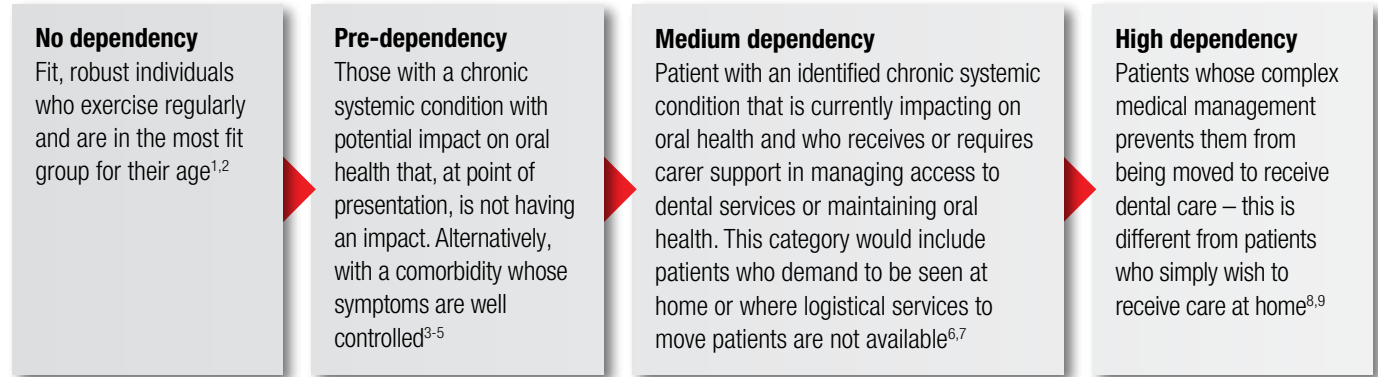 No dependency
Fit, robust individuals
who exercise regularly
and are in the most fit
group for their age1,2
Pre-dependency
Those with a chronic
systemic condition with
potential impact on oral
health that, at point of
presentation, is not having
an impact. Alternatively,
with a comorbidity whose
symptoms are well
controlled3-5
Medium dependency
Patient with an identified chronic systemic
condition that is currently impacting on
oral health and who receives or requires
carer support in managing access to
dental services or maintaining oral
health. This category would include
patients who demand to be seen at
home or where logistical services to
move patients are not available6,7
High dependency
Patients whose complex
medical management
prevents them from
being moved to receive
dental care – this is
different from patients
who simply wish to
receive care at home8,9